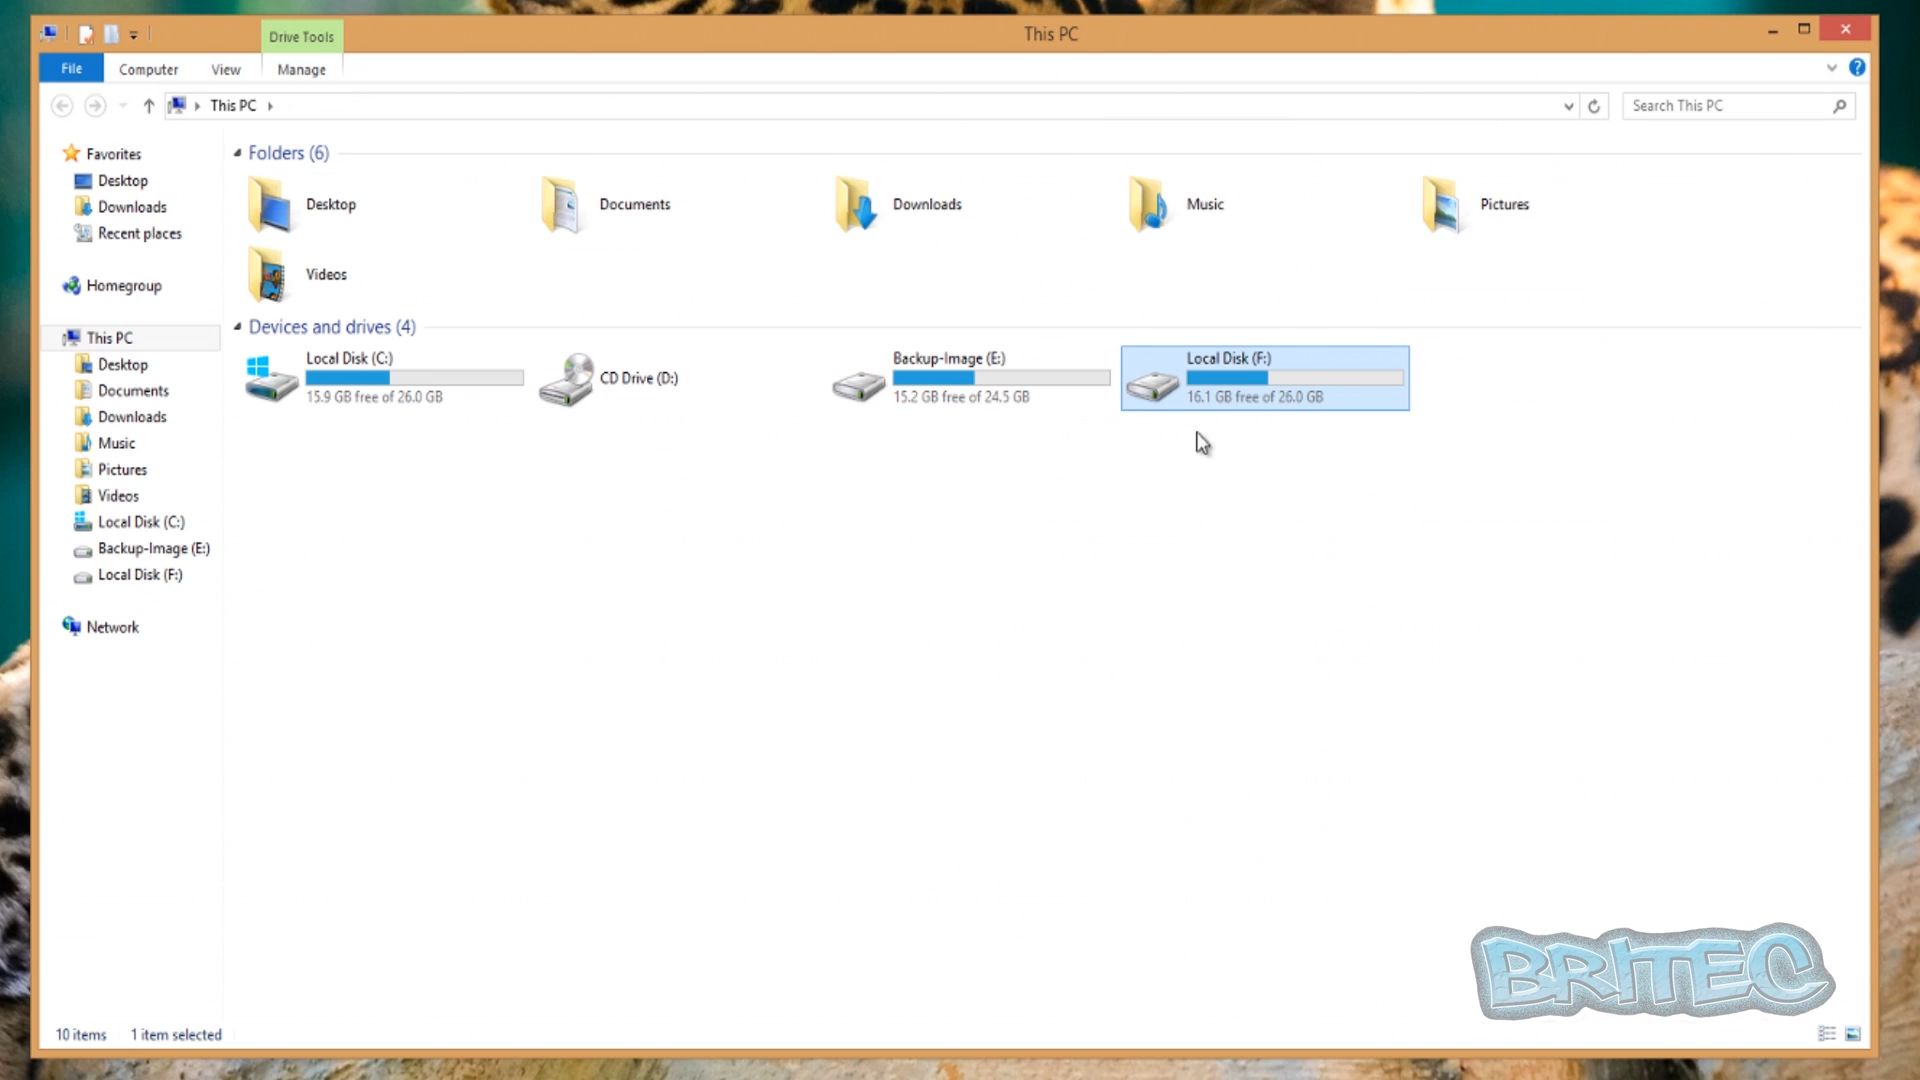 Drive Tools
This PC
File
Computer
View
Manage
This PC
Search This PC
Favorites
Desktop
Downloads
Recent places
Homegroup
This PC
Desktop
Documents
Downloads
Music
Pictures
Videos
Local Disk (C:)
Backup-Image (E:)
Local Disk (F:)
Network
Folders (6)
Desktop
Documents
Downloads
Music
Pictures
Videos
Devices and drives (4)
Local Disk (C:)
15.9 GB free of 26.0 GB
CD Drive (D:)
Backup-Image (E:)
15.2 GB free of 24.5 GB
Local Disk (F:)
16.1 GB free of 26.0 GB
BRITEC
10 items
1 item selected